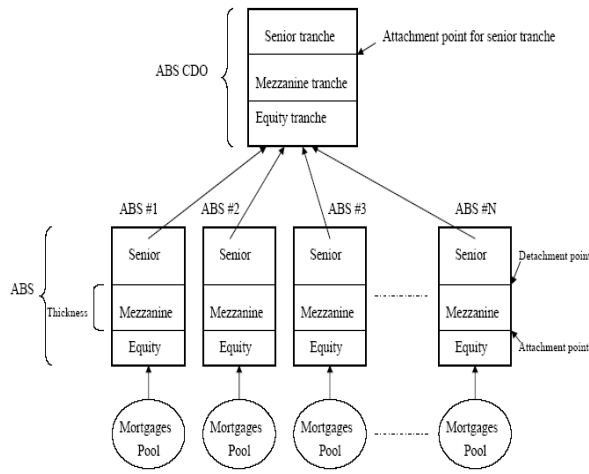 Senior tranche
Attachment point for senior tranche
ABS CDO
Mezzanine tranche
Equity tranche
ABS #1
ABS #2
ABS #3
ABS #N
Senior
Senior
Senior
Senior
Detachment point
ABS
Thickness
Mezzanine
Mezzanine
Mezzanine
Mezzanine
Equity
Equity
Equity
Equity
Attachment point
Mortgages
Pool
Mortgages
Pool
Mortgages
Pool
Mortgages
Pool